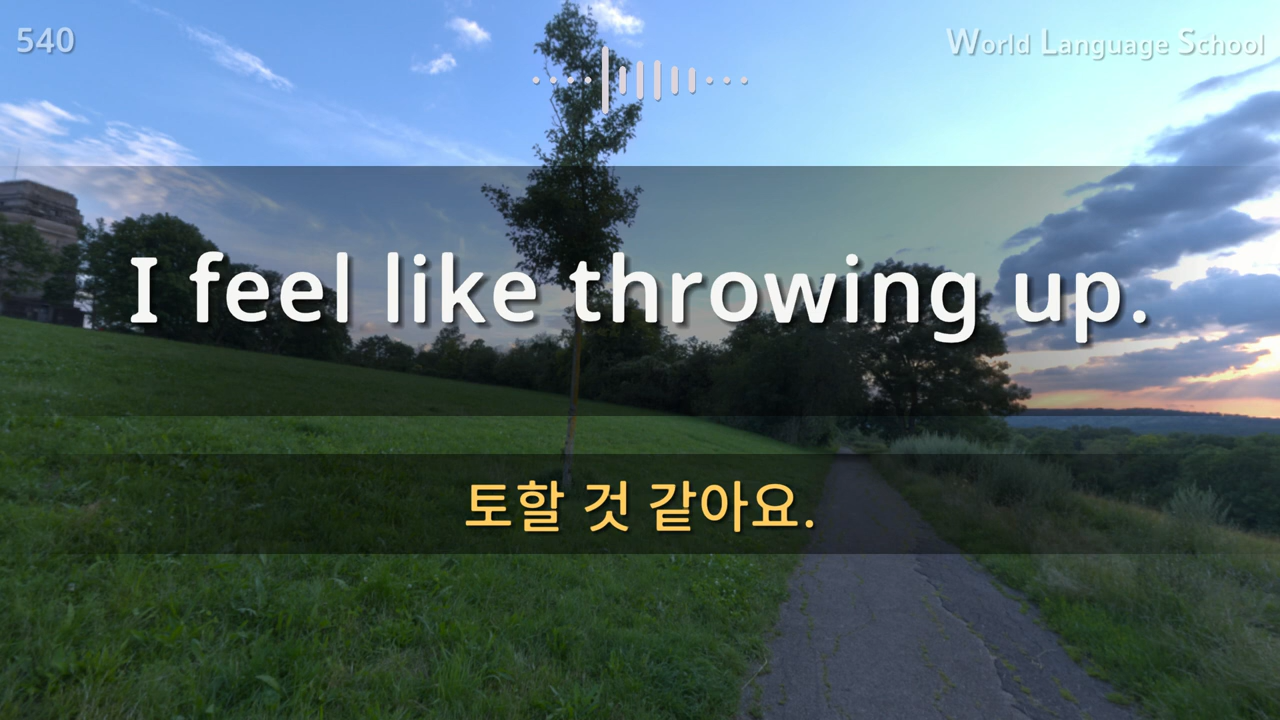 540
World Language School
I feel like throwing up.
토할 것 같아요.